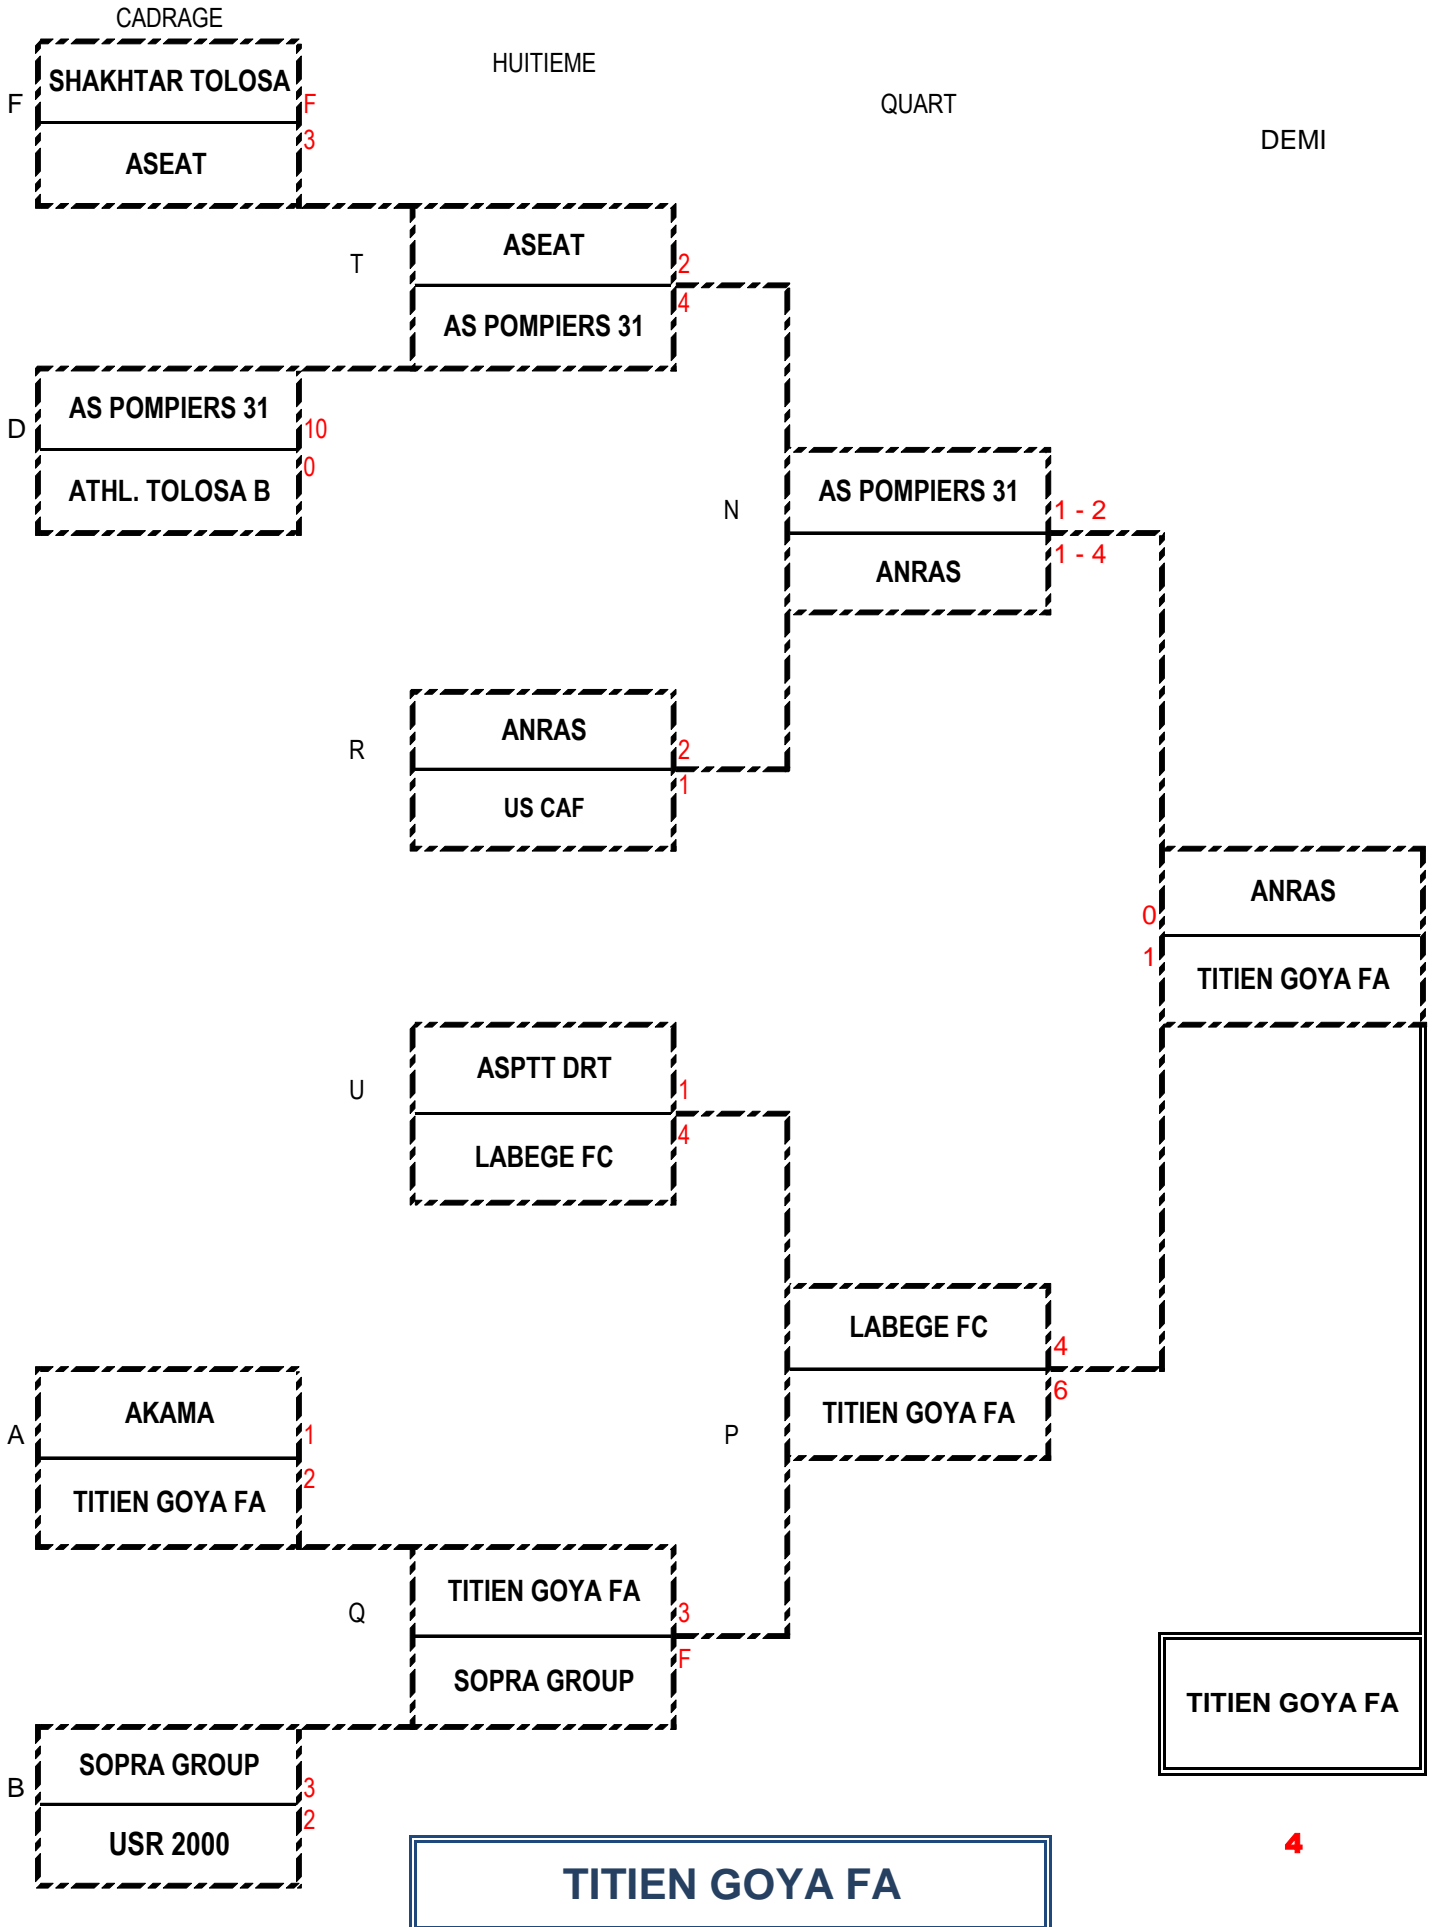 CADRAGE
HUITIEME
QUART
DEMI
F
SHAKHTAR TOLOSA
F
3
ASEAT
T
ASEAT
2
4
AS POMPIERS 31
D
AS POMPIERS 31
10
0
ATHL. TOLOSA B
N
AS POMPIERS 31
1 - 2
1 - 4
ANRAS
R
ANRAS
2
1
US CAF
0
ANRAS
1
TITIEN GOYA FA
U
ASPTT DRT
1
4
LABEGE FC
LABEGE FC
4
6
P
TITIEN GOYA FA
A
AKAMA
1
2
TITIEN GOYA FA
Q
TITIEN GOYA FA
3
F
SOPRA GROUP
TITIEN GOYA FA
B
SOPRA GROUP
3
2
USR 2000
4
TITIEN GOYA FA